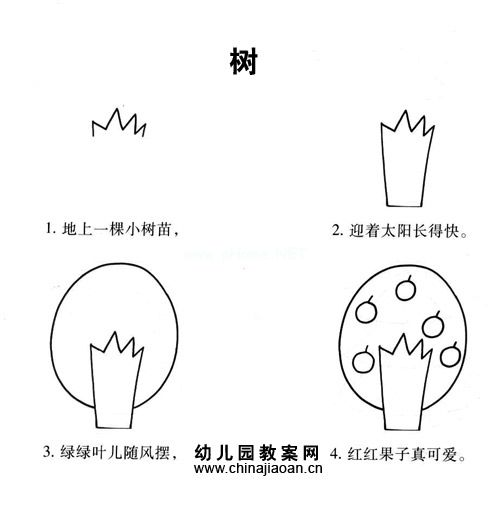 树
1. 地上一棵小树苗，
2. 迎着太阳长得快。
3. 绿绿叶儿随风摆，
4. 红红果子真可爱。
幼儿园教案网
www.chinajiaoan.cn